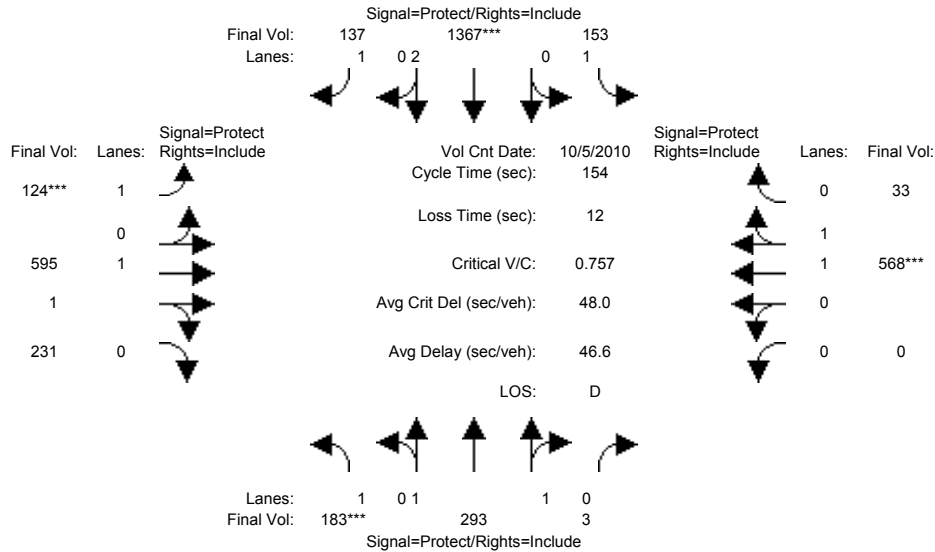 Signal=Protect/Rights=Include
Final Vol: 137 1367*** 153
Lanes: 1 0 2 0 1
Signal=Protect
Final Vol: Lanes: Rights=Include
Vol Cnt Date: 10/5/2010
Signal=Protect
Rights=Include Lanes: Final Vol:
Cycle Time (sec): 154
124*** 1
0 33
Loss Time (sec): 12
0
1
595 1
Critical V/C: 0.757
1 568***
1 0
Avg Crit Del (sec/veh): 48.0
0
231 0
Avg Delay (sec/veh): 46.6
0 0
LOS: D
Lanes: 1 0 1 1 0
Final Vol: 183*** 293 3
Signal=Protect/Rights=Include